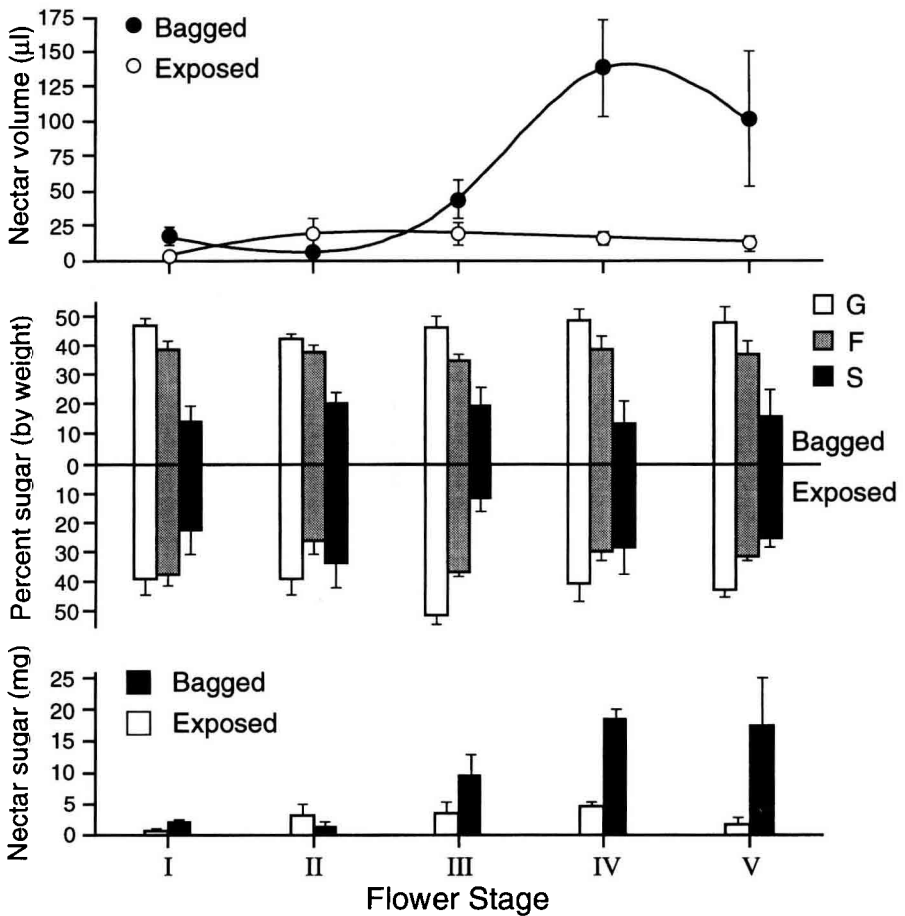 Nectar volume (µl)
175
150
125
100
75
50
25
0
Bagged
Exposed
Percent sugar (by weight)
50
40
30
20
10
0
10
20
30
40
50
G
F
S
Bagged
Exposed
Nectar sugar (mg)
25
20
15
10
5
0
Bagged
Exposed
I II III IV V
Flower Stage